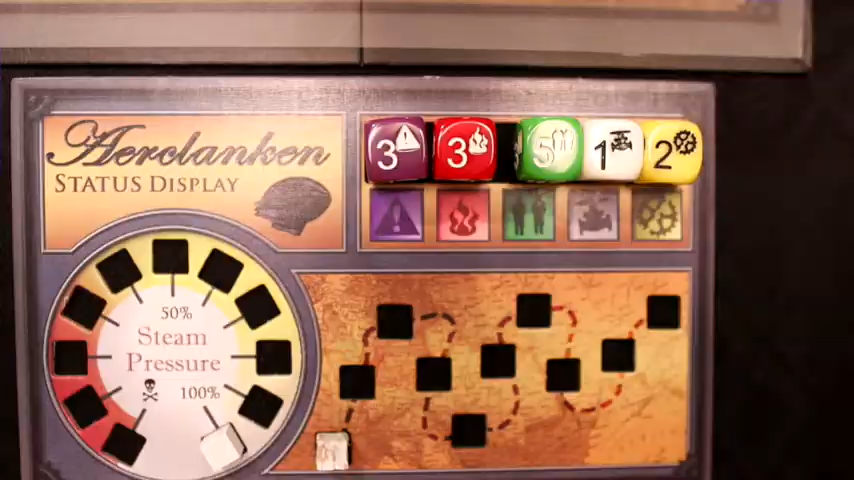 Aerclanken
STATUS DISPLAY
3 3 5 1 2
50%
Steam
Pressure
100%